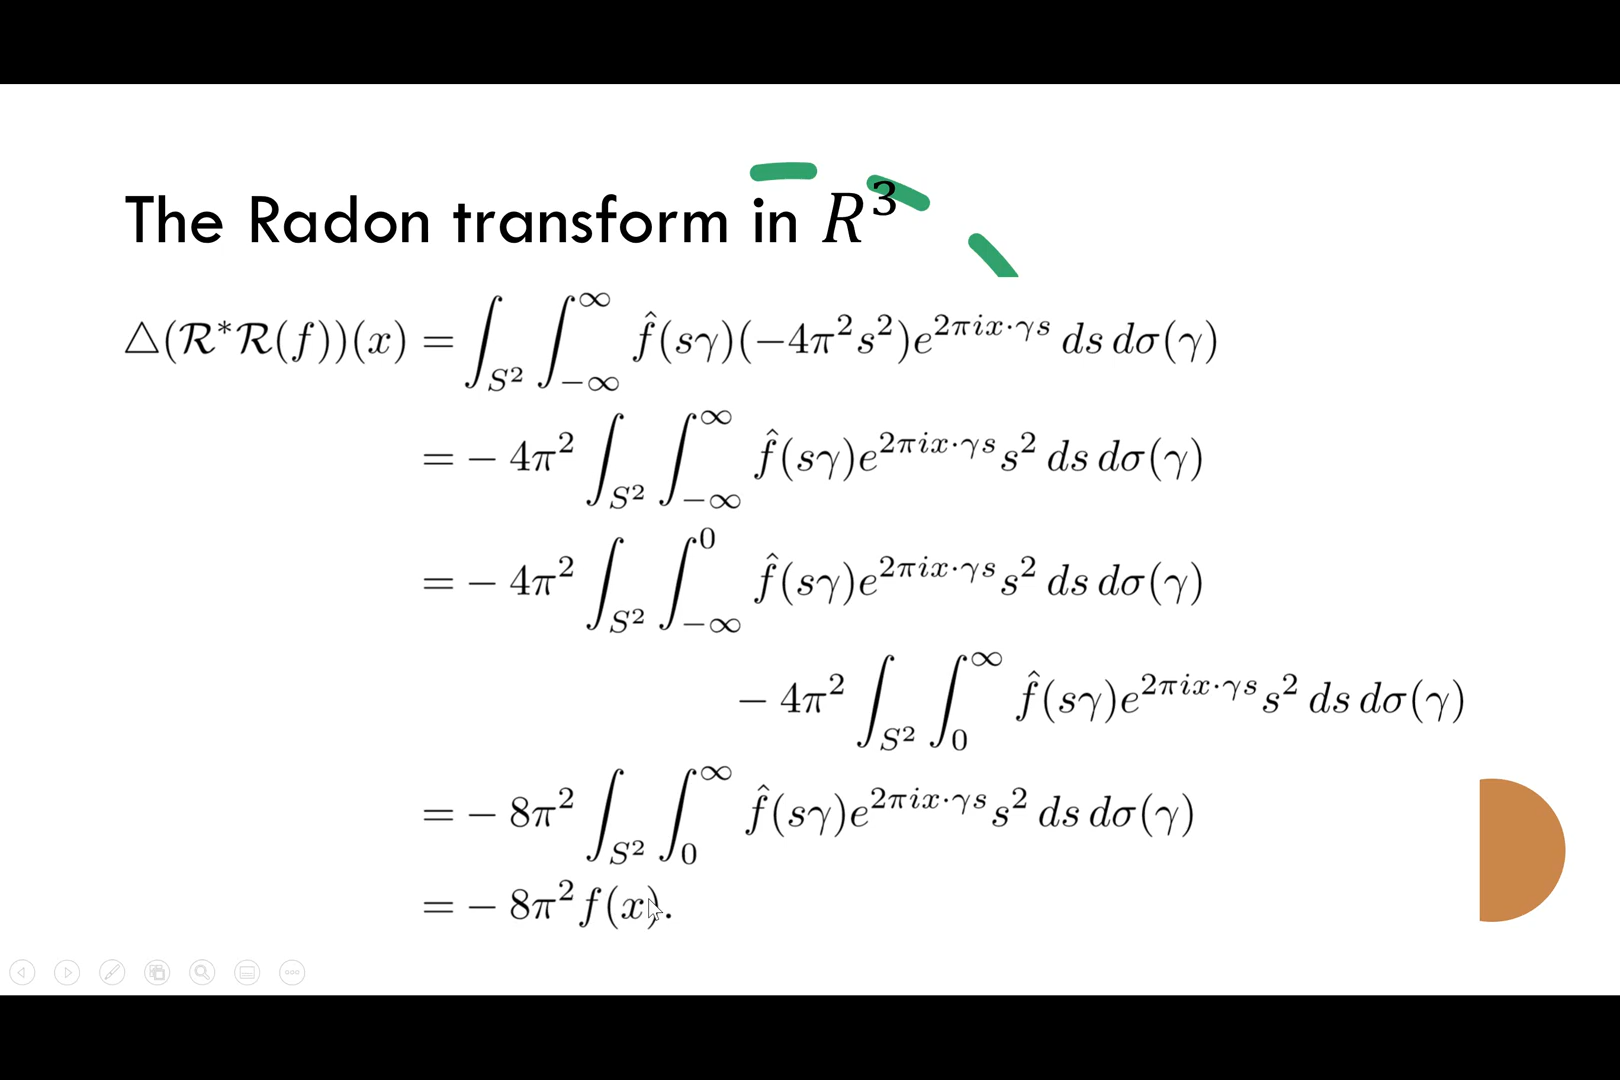 The Radon transform in R³
△(ℛ*ℛ(f))(x) = ∫_{S²} ∫_{-∞}^{∞} f̂(sγ)(−4π²s²)e^{2πix·γs} ds dσ(γ)
= − 4π² ∫_{S²} ∫_{-∞}^{∞} f̂(sγ)e^{2πix·γs} s² ds dσ(γ)
= − 4π² ∫_{S²} ∫_{-∞}^{0} f̂(sγ)e^{2πix·γs} s² ds dσ(γ)
− 4π² ∫_{S²} ∫_{0}^{∞} f̂(sγ)e^{2πix·γs} s² ds dσ(γ)
= − 8π² ∫_{S²} ∫_{0}^{∞} f̂(sγ)e^{2πix·γs} s² ds dσ(γ)
= − 8π² f(x).